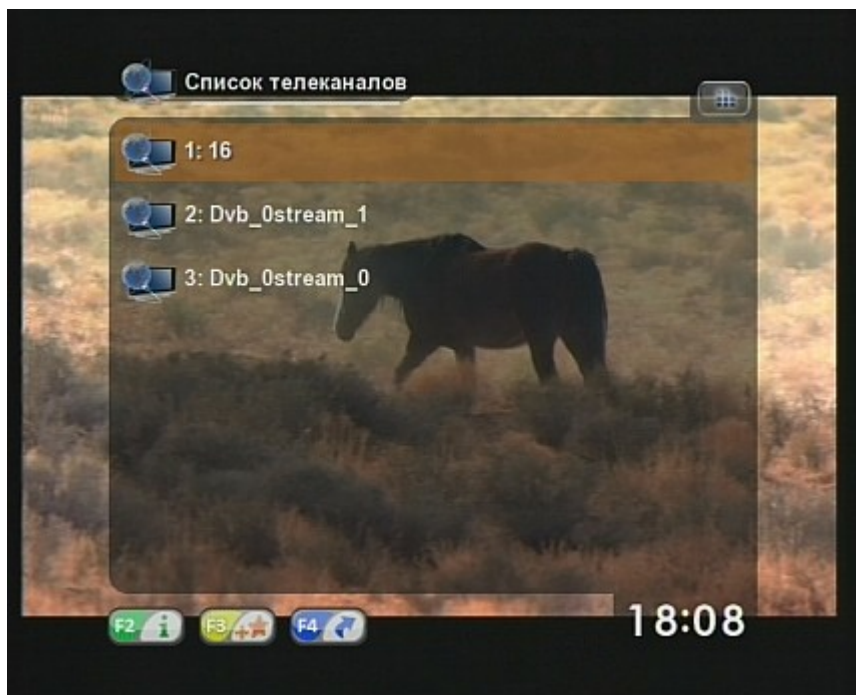 Список телеканалов
1: 16
2: Dvb_0stream_1
3: Dvb_0stream_0
F2 i F3 F4
18:08